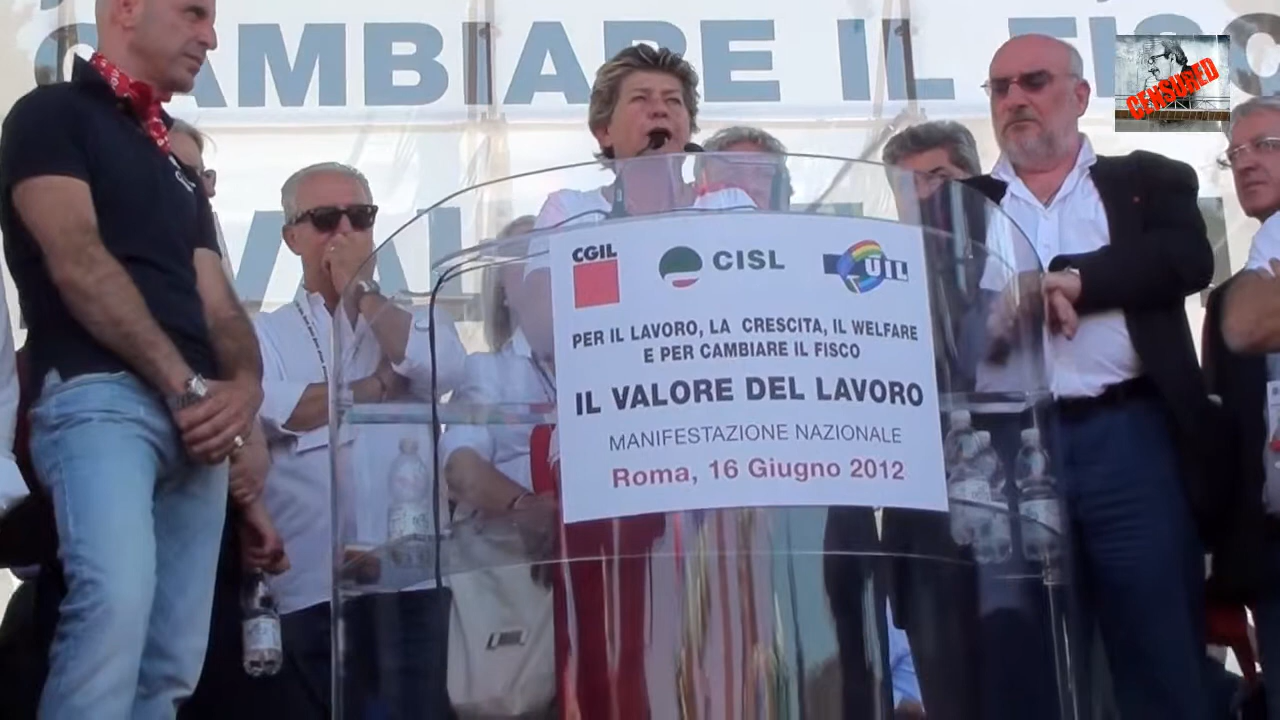 CAMBIARE IL FISCO
CENSURED
CGIL
CISL
UIL
PER IL LAVORO, LA CRESCITA, IL WELFARE
E PER CAMBIARE IL FISCO
IL VALORE DEL LAVORO
MANIFESTAZIONE NAZIONALE
Roma, 16 Giugno 2012